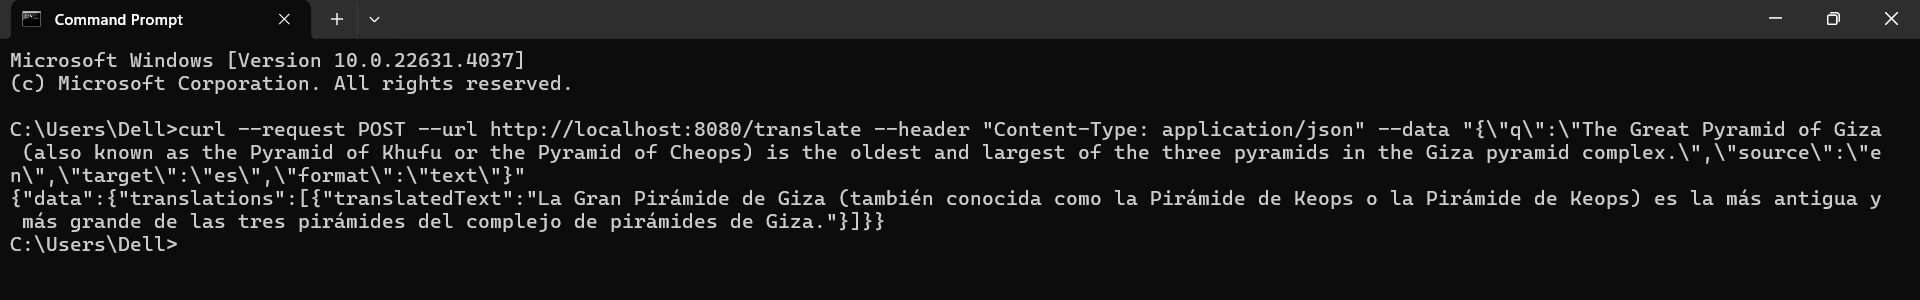 Command Prompt
Microsoft Windows [Version 10.0.22631.4037]
(c) Microsoft Corporation. All rights reserved.
C:\Users\Dell>curl --request POST --url http://localhost:8080/translate --header "Content-Type: application/json" --data "{\"q\":\"The Great Pyramid of Giza
(also known as the Pyramid of Khufu or the Pyramid of Cheops) is the oldest and largest of the three pyramids in the Giza pyramid complex.\",\"source\":\"e
n\",\"target\":\"es\",\"format\":\"text\"}"
{"data":{"translations":[{"translatedText":"La Gran Pirámide de Giza (también conocida como la Pirámide de Keops o la Pirámide de Keops) es la más antigua y
más grande de las tres pirámides del complejo de pirámides de Giza."}]}}
C:\Users\Dell>